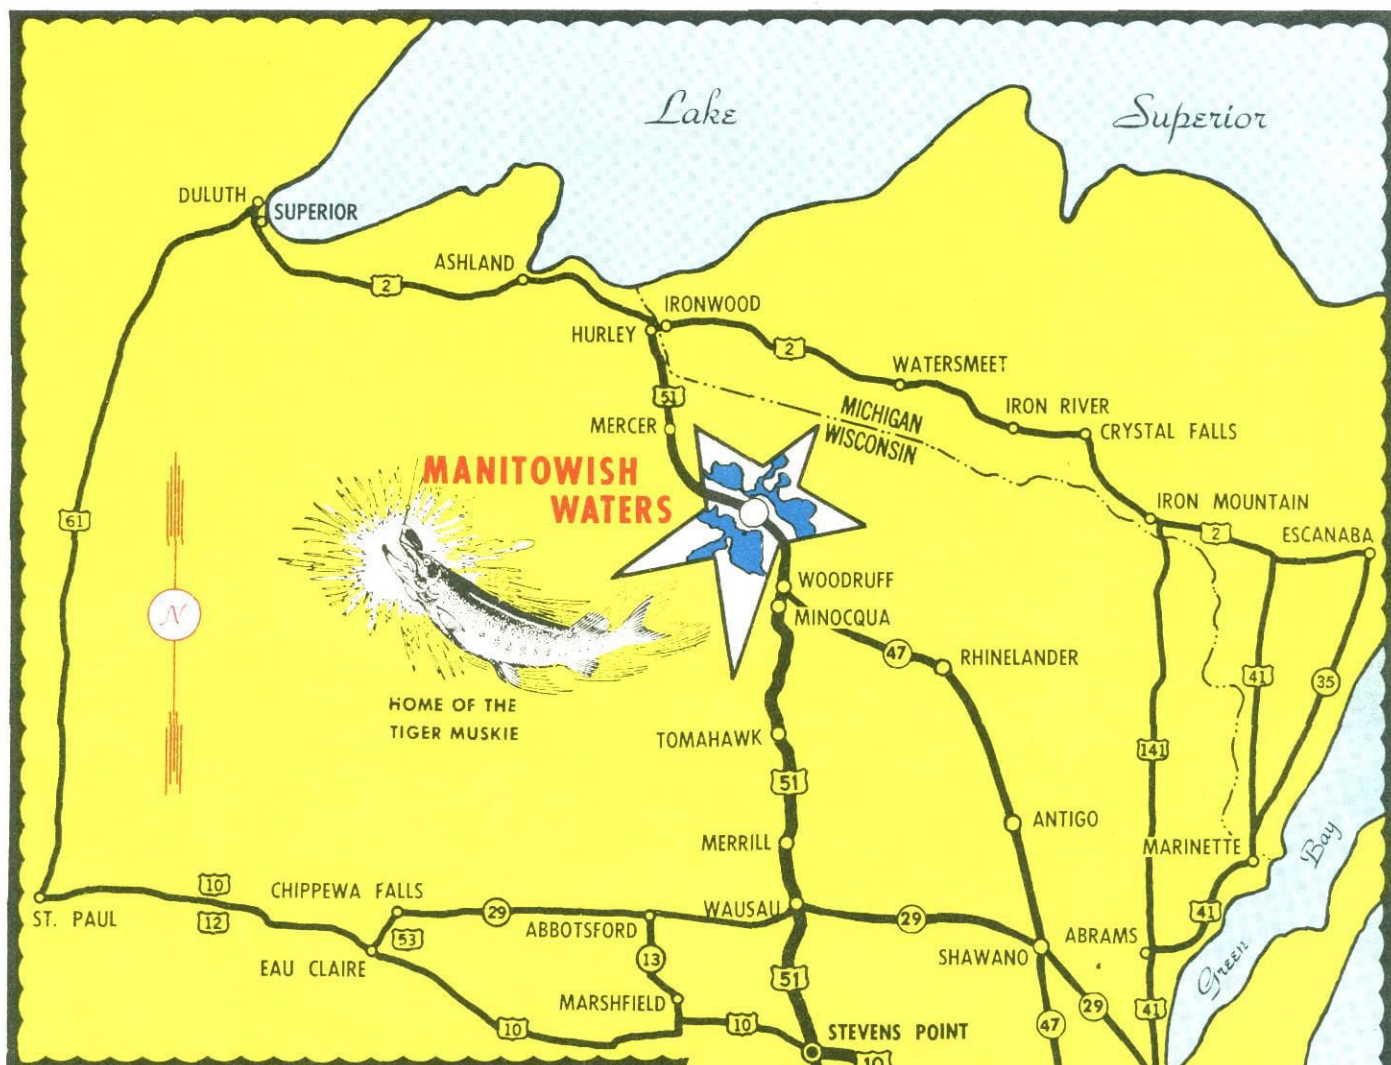 Lake Superior
DULUTH
SUPERIOR
ASHLAND
2
IRONWOOD
HURLEY
2
WATERSMEET
51
MICHIGAN
WISCONSIN
IRON RIVER
CRYSTAL FALLS
MERCER
MANITOWISH
WATERS
IRON MOUNTAIN
2
ESCANABA
61
WOODRUFF
MINOCQUA
N
47
RHINELANDER
41
35
HOME OF THE
TIGER MUSKIE
TOMAHAWK
141
51
ANTIGO
MERRILL
MARINETTE
Green Bay
10
12
CHIPPEWA FALLS
29
WAUSAU
29
41
ST. PAUL
53
ABBOTSFORD
ABRAMS
EAU CLAIRE
13
SHAWANO
51
MARSHFIELD
29
41
10
10
STEVENS POINT
47
10